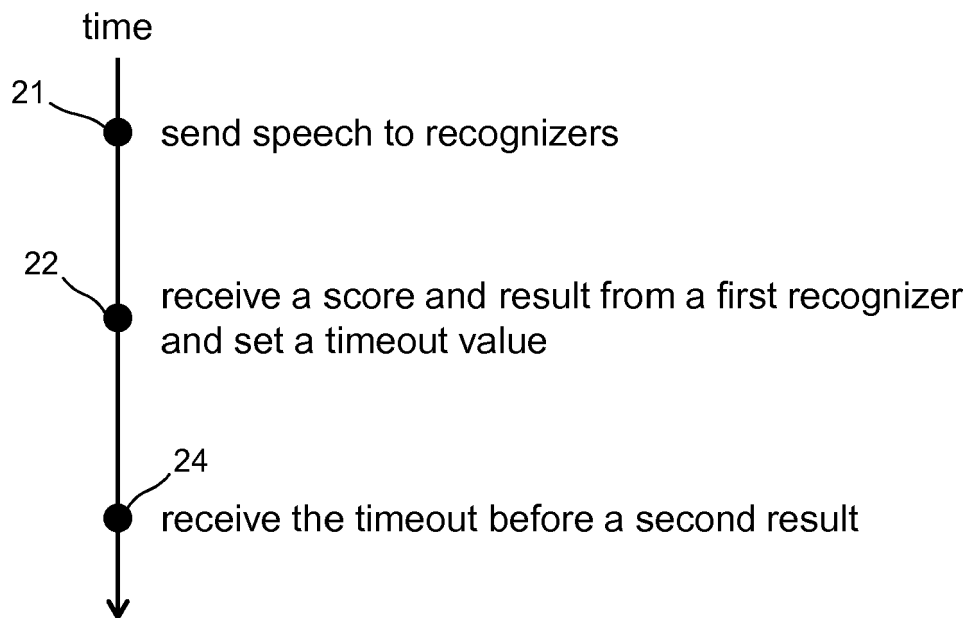 time
21
send speech to recognizers
22
receive a score and result from a first recognizer
and set a timeout value
24
receive the timeout before a second result